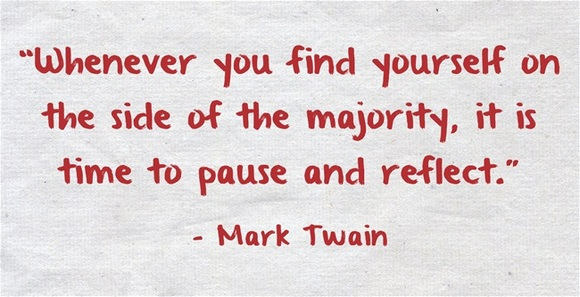 “Whenever you find yourself on
the side of the majority, it is
time to pause and reflect.”
- Mark Twain